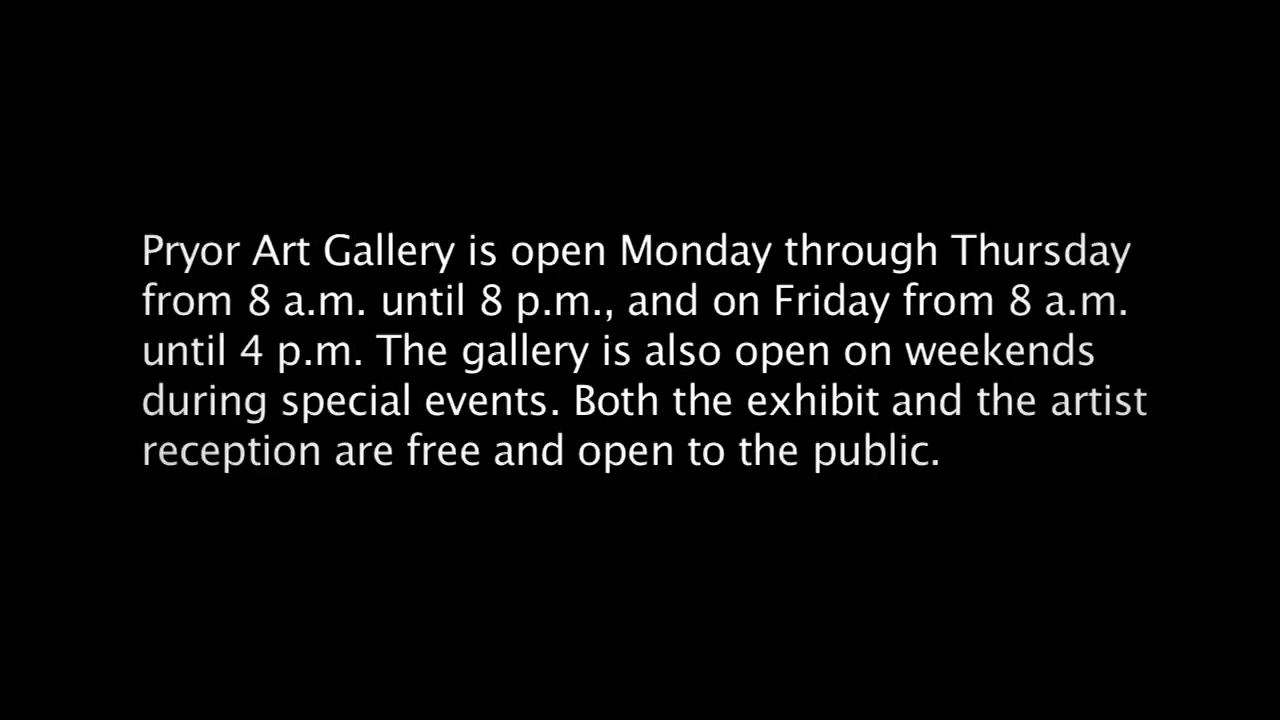 Pryor Art Gallery is open Monday through Thursday
from 8 a.m. until 8 p.m., and on Friday from 8 a.m.
until 4 p.m. The gallery is also open on weekends
during special events. Both the exhibit and the artist
reception are free and open to the public.